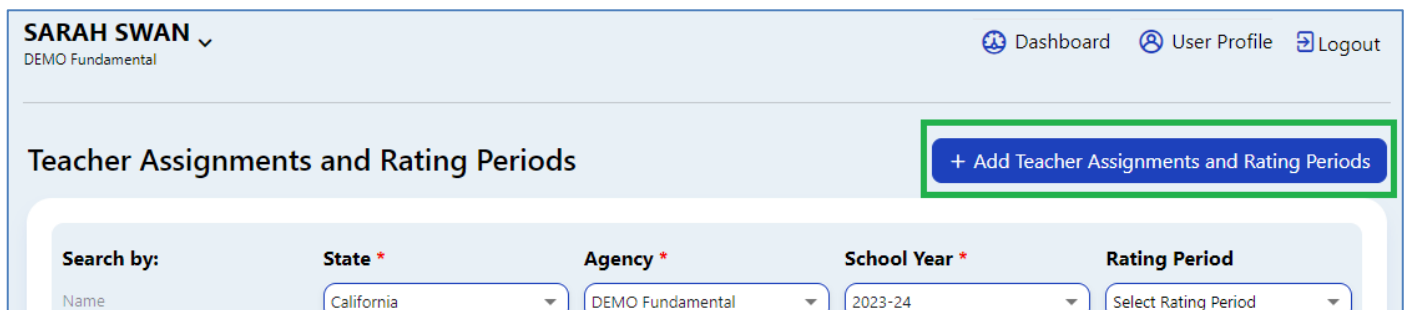 SARAH SWAN
DEMO Fundamental
Dashboard User Profile Logout
Teacher Assignments and Rating Periods
+ Add Teacher Assignments and Rating Periods
Search by: State * Agency * School Year * Rating Period
Name California DEMO Fundamental 2023-24 Select Rating Period